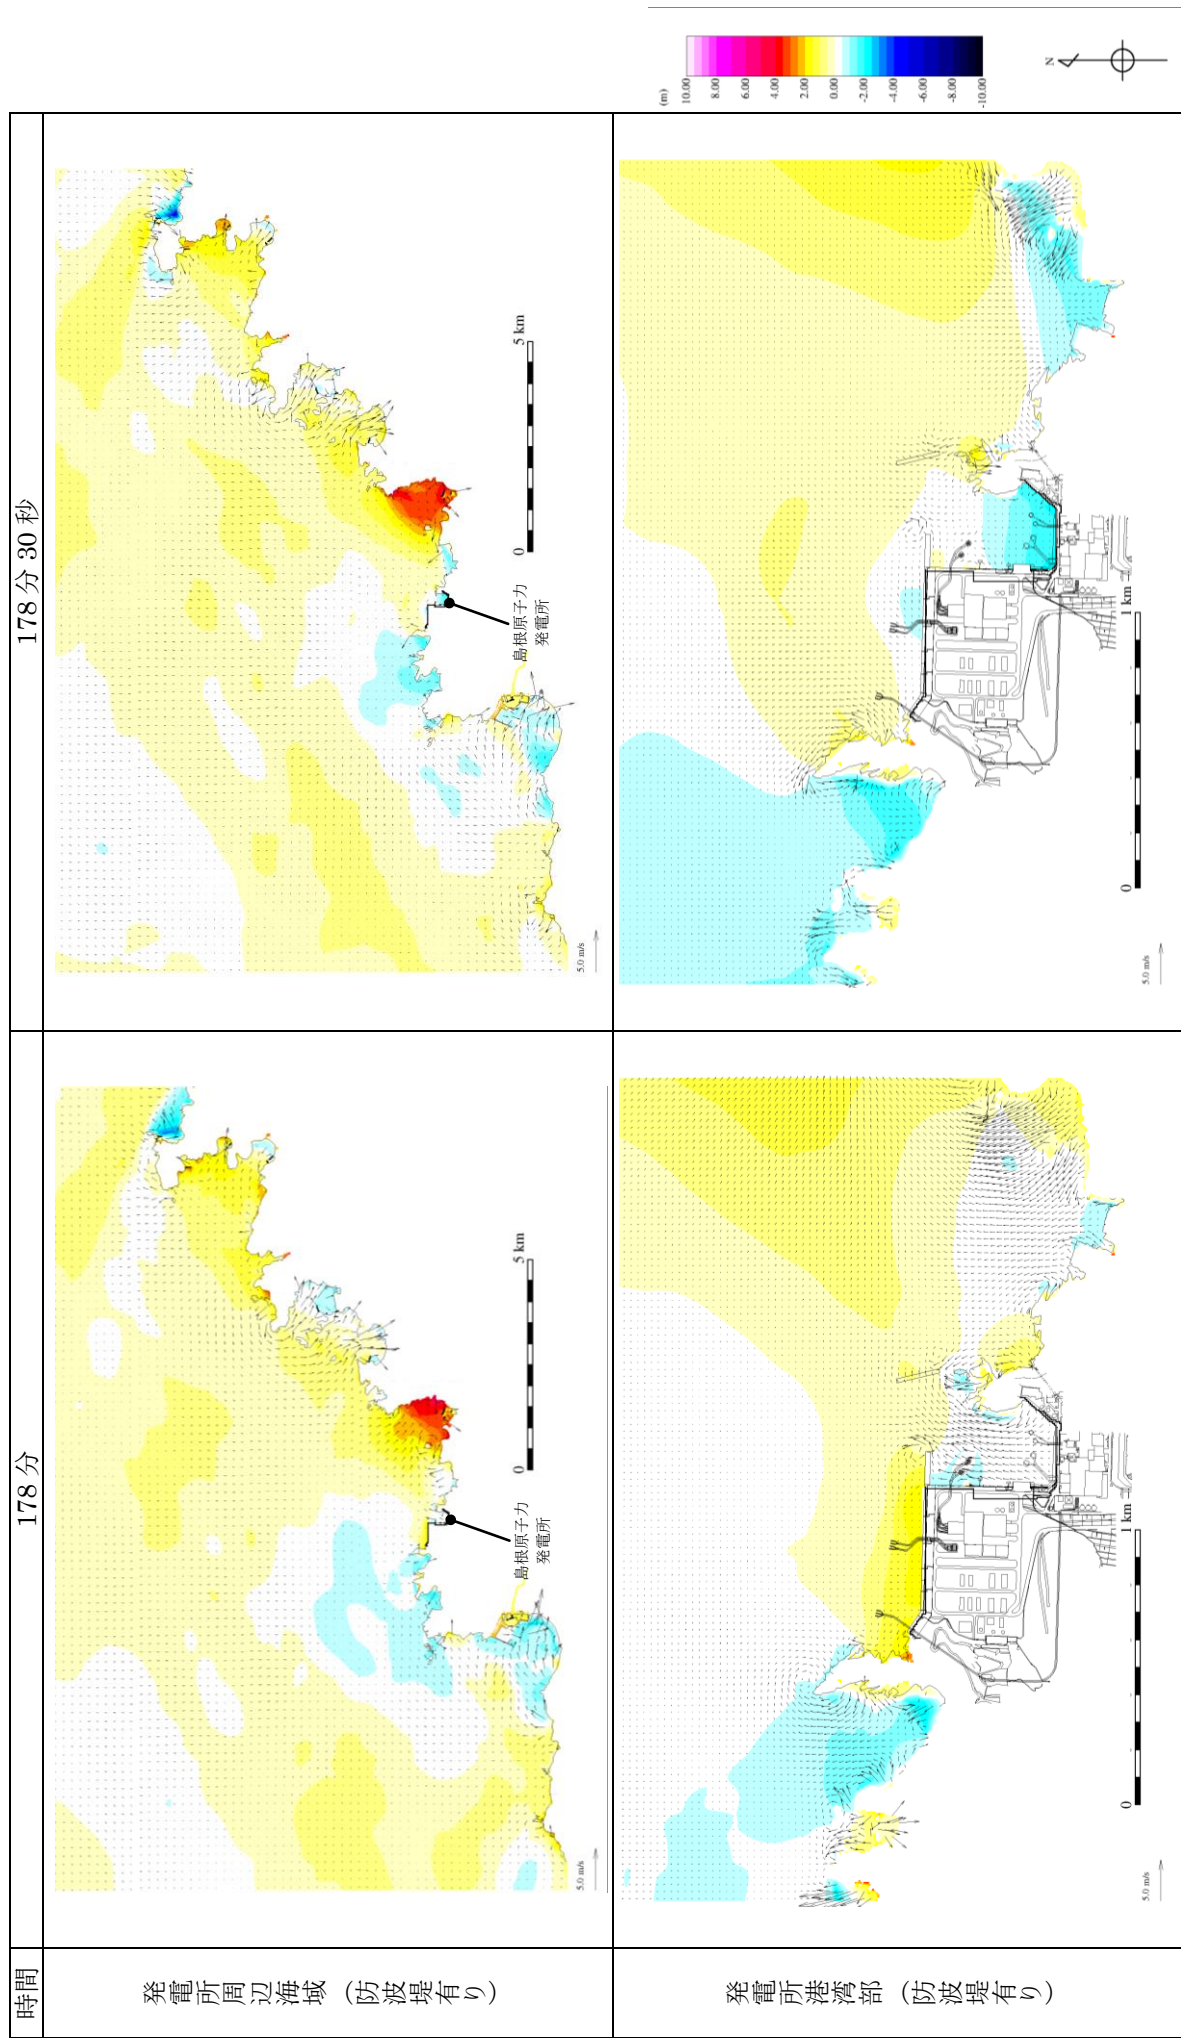 時間
178分
178分30秒
発電所周辺海域（防波堤有り）
5.0 m/s
島根原子力
発電所
0
5 km
5.0 m/s
島根原子力
発電所
0
5 km
発電所港湾部（防波堤有り）
5.0 m/s
0
1 km
5.0 m/s
0
1 km
(m)
10.00
8.00
6.00
4.00
2.00
0.00
-2.00
-4.00
-6.00
-8.00
-10.00
N